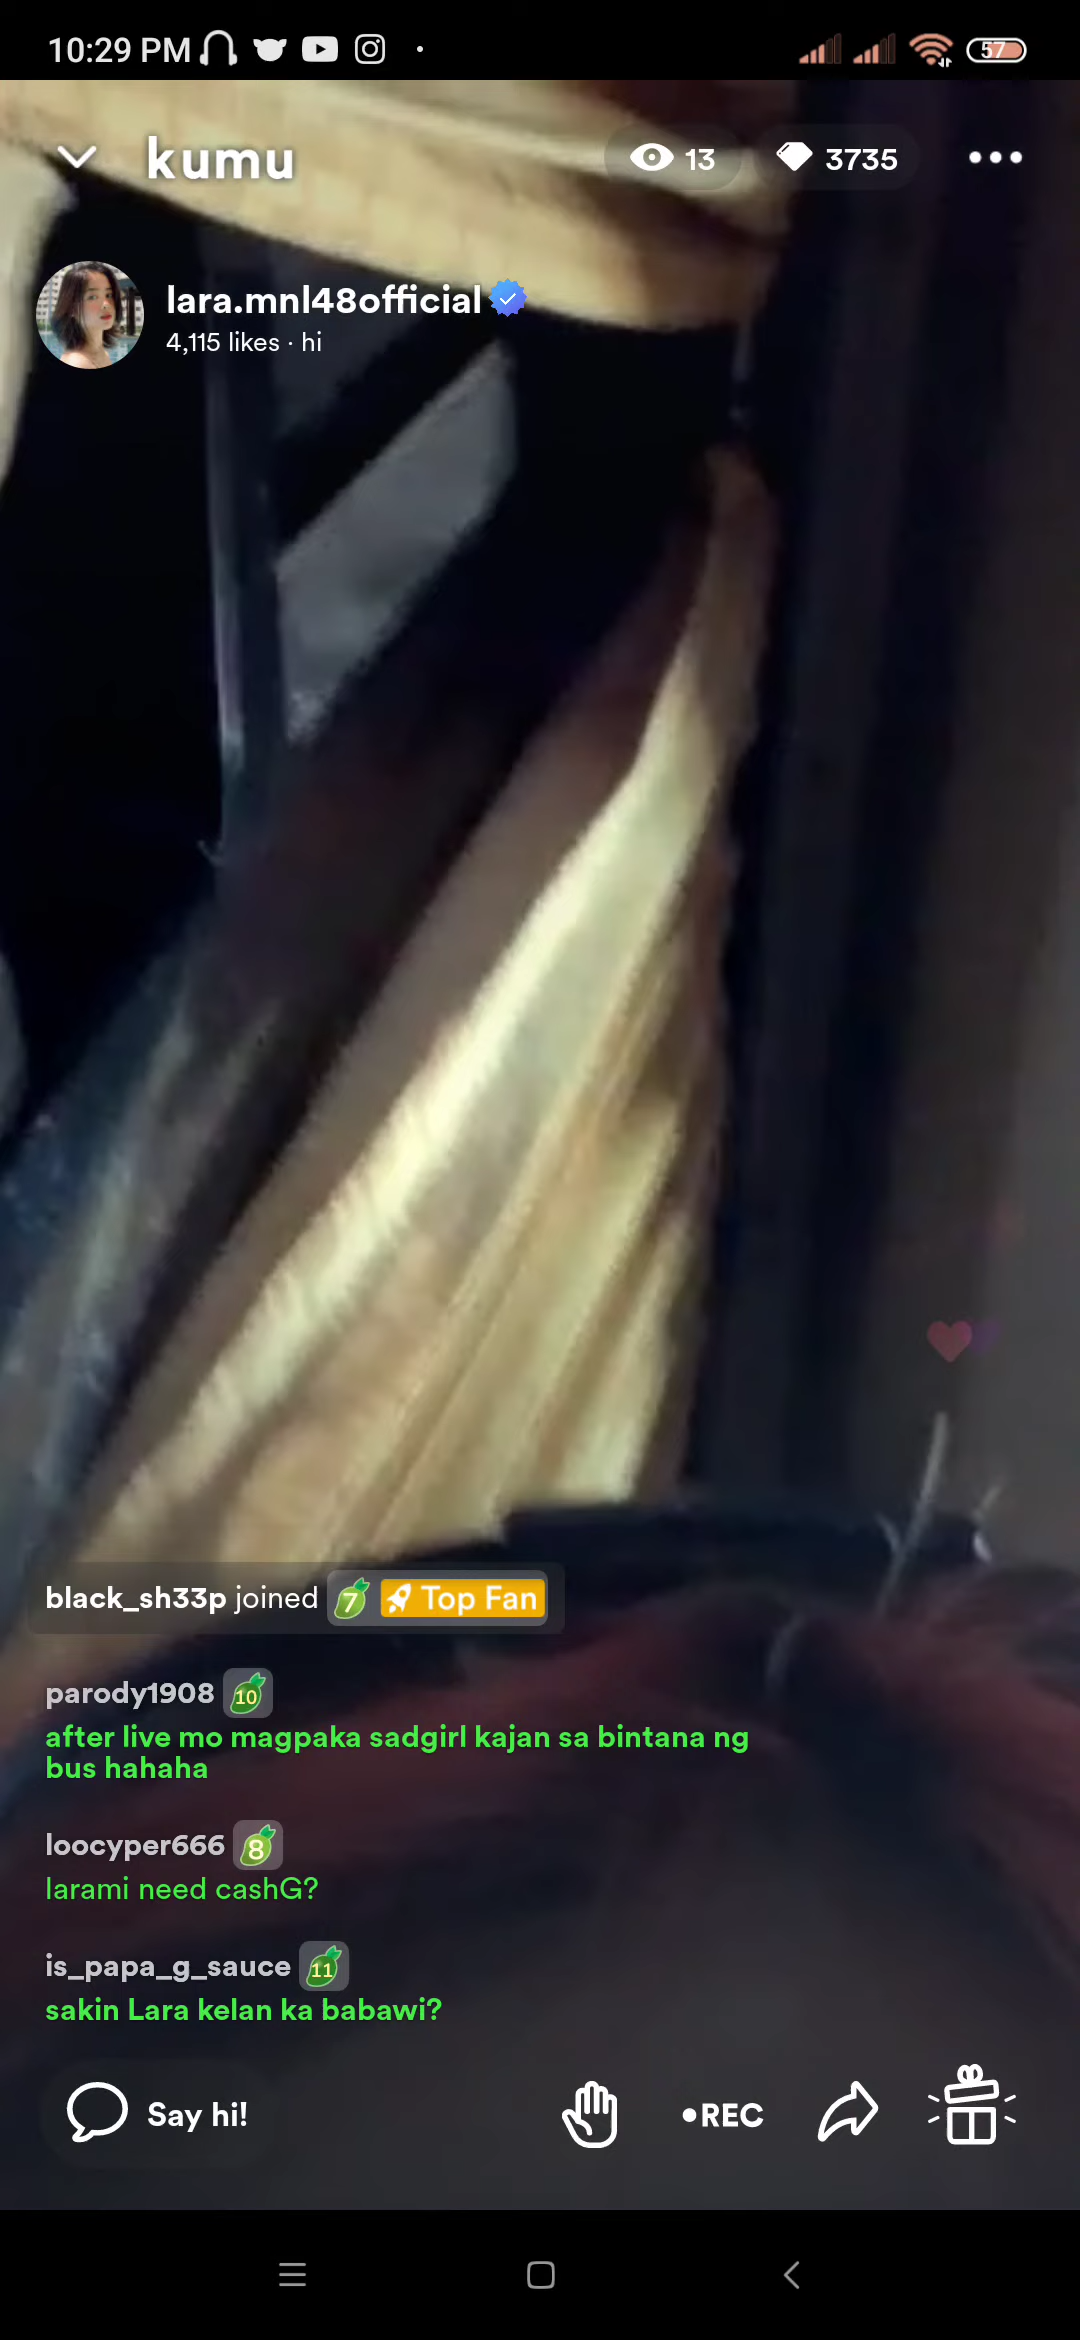 10:29 PM
57
kumu
13
3735
lara.mnl48official
4,115 likes · hi
black_sh33p joined 7 Top Fan
parody1908 10
after live mo magpaka sadgirl kajan sa bintana ng
bus hahaha
loocyper666 8
larami need cashG?
is_papa_g_sauce 11
sakin Lara kelan ka babawi?
Say hi!
•REC